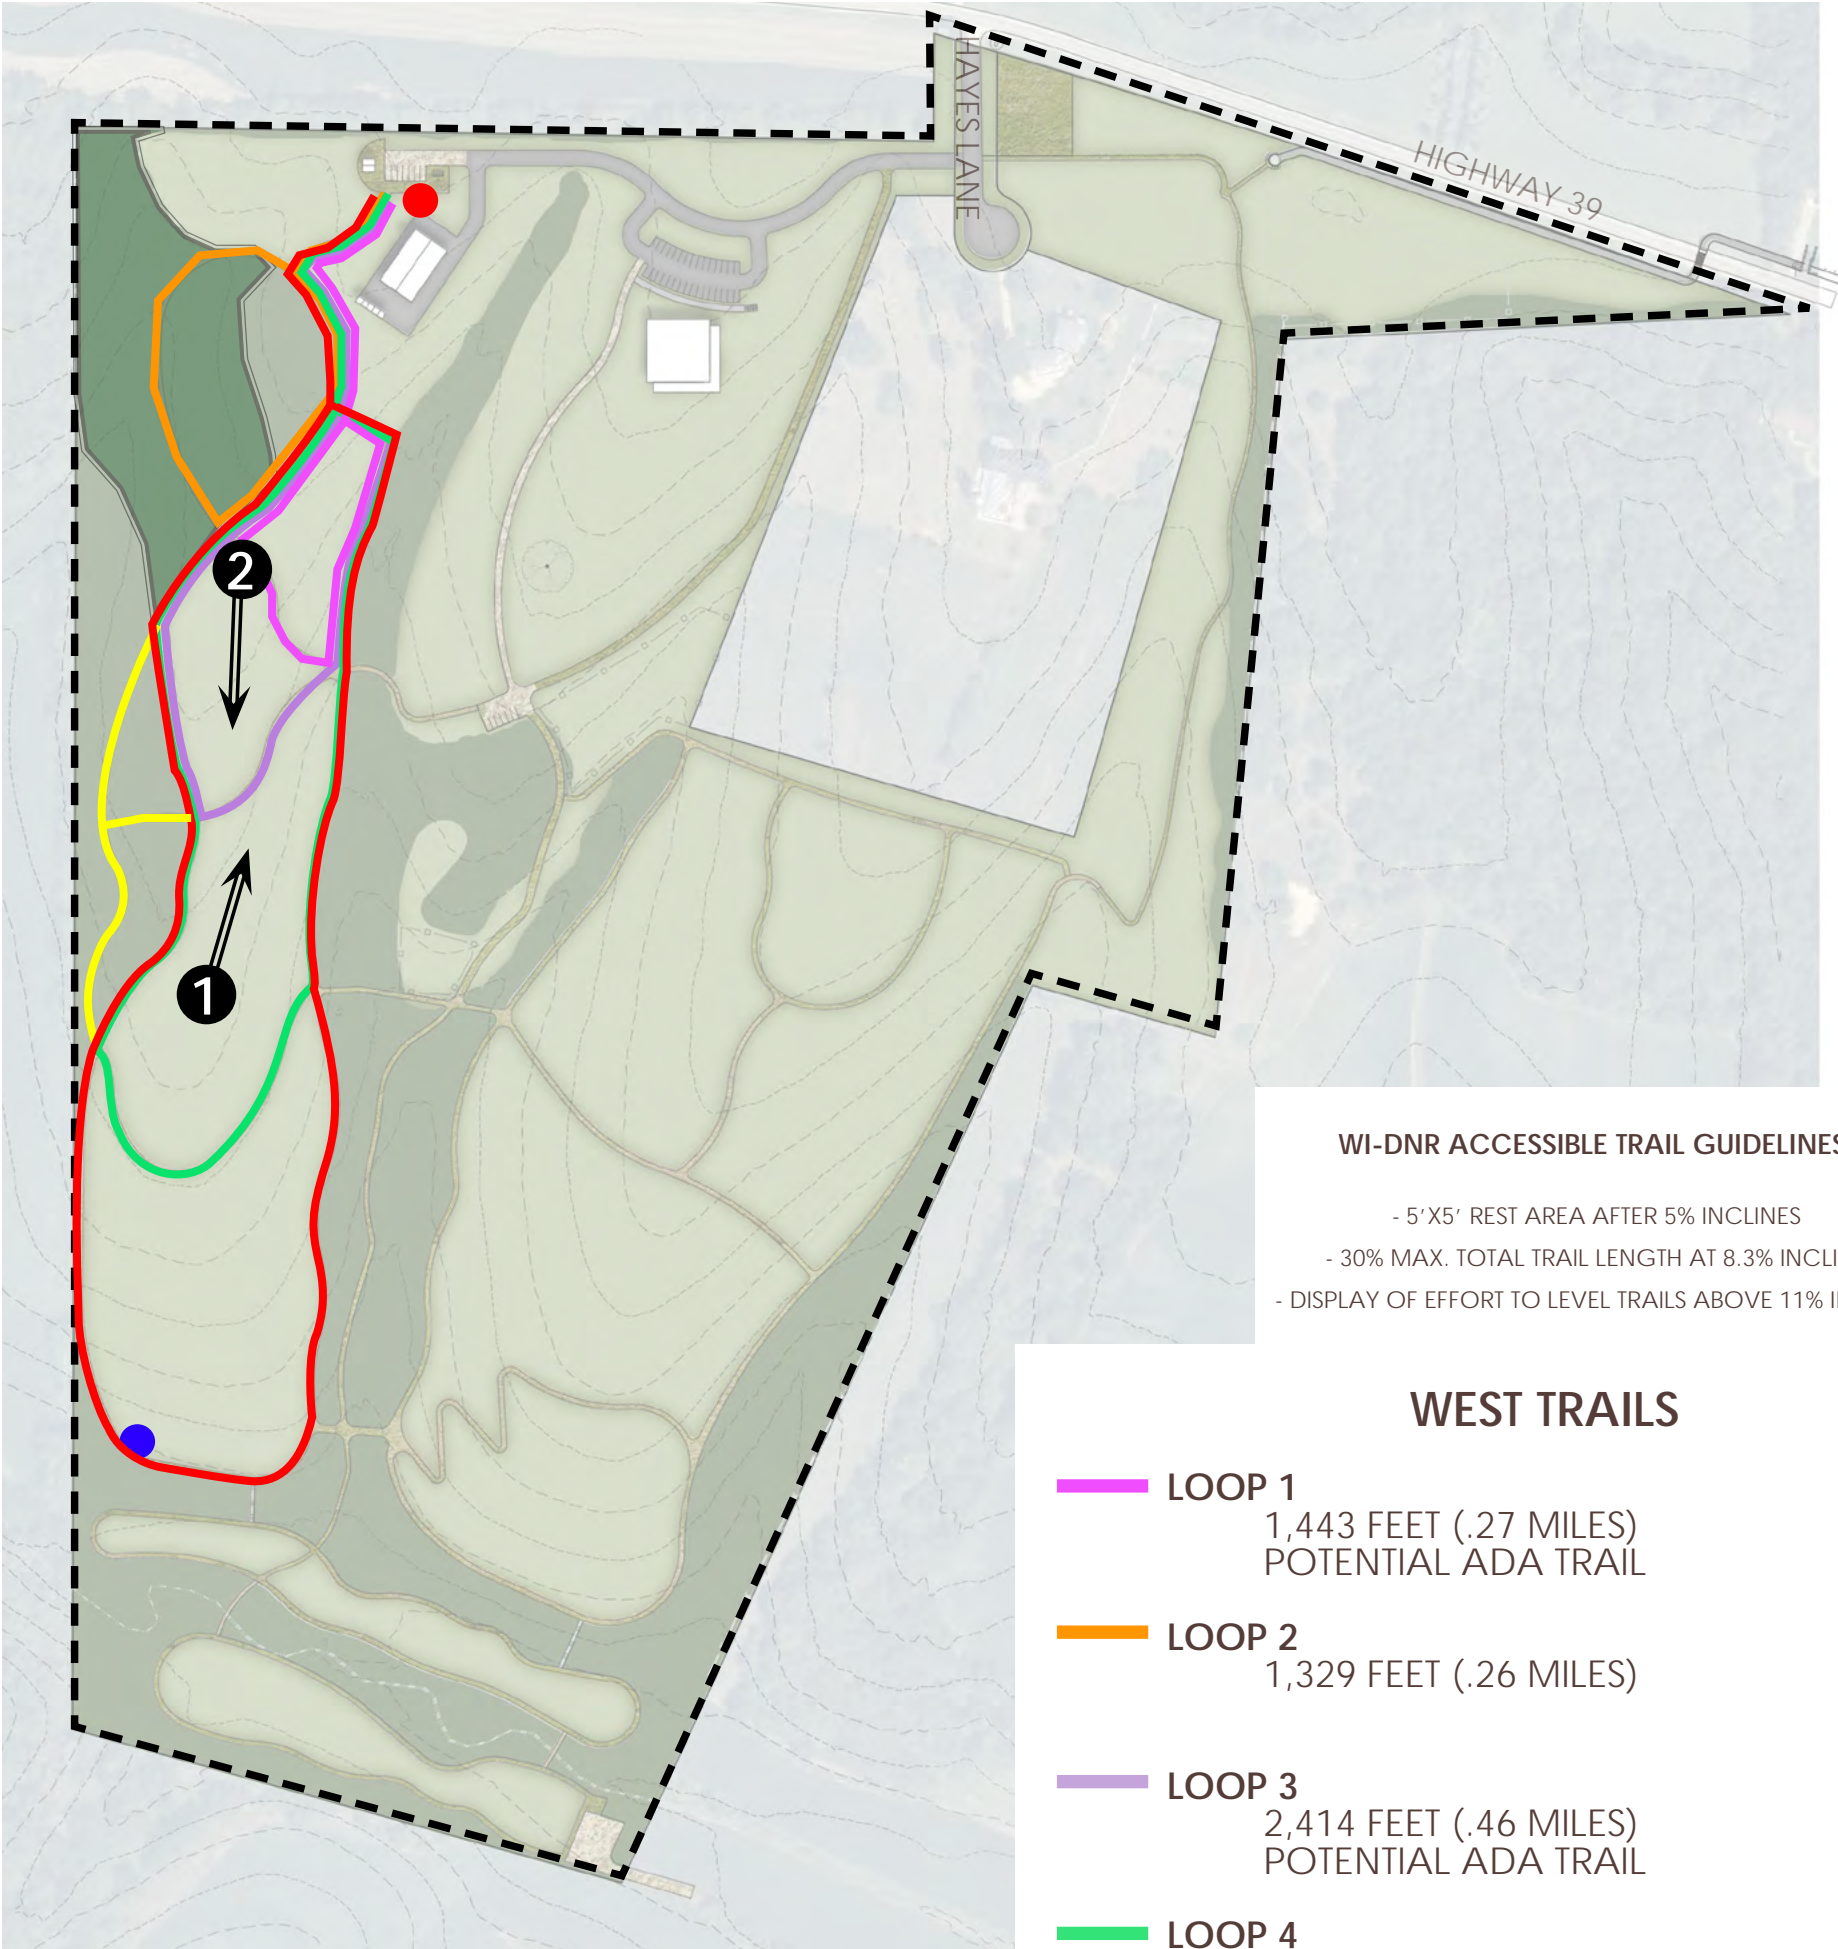 HAYES LANE
HIGHWAY 39
2
1
WI-DNR ACCESSIBLE TRAIL GUIDELINES
- 5'X5' REST AREA AFTER 5% INCLINES
- 30% MAX. TOTAL TRAIL LENGTH AT 8.3% INCLI
- DISPLAY OF EFFORT TO LEVEL TRAILS ABOVE 11% I
WEST TRAILS
LOOP 1
1,443 FEET (.27 MILES)
POTENTIAL ADA TRAIL
LOOP 2
1,329 FEET (.26 MILES)
LOOP 3
2,414 FEET (.46 MILES)
POTENTIAL ADA TRAIL
LOOP 4